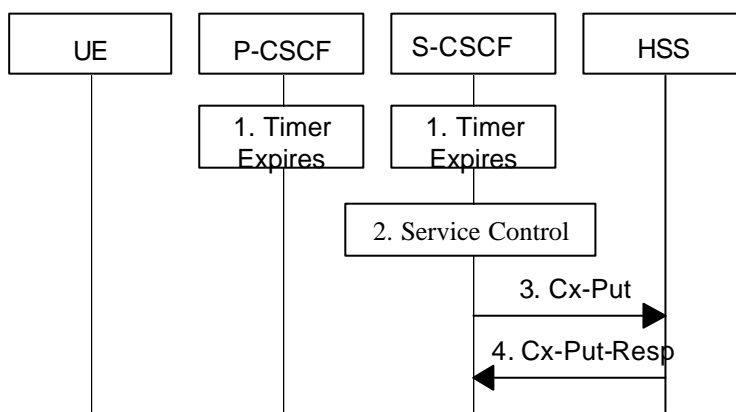 UE
P-CSCF
S-CSCF
HSS
1. Timer
Expires
1. Timer
Expires
2. Service Control
3. Cx-Put
4. Cx-Put-Resp